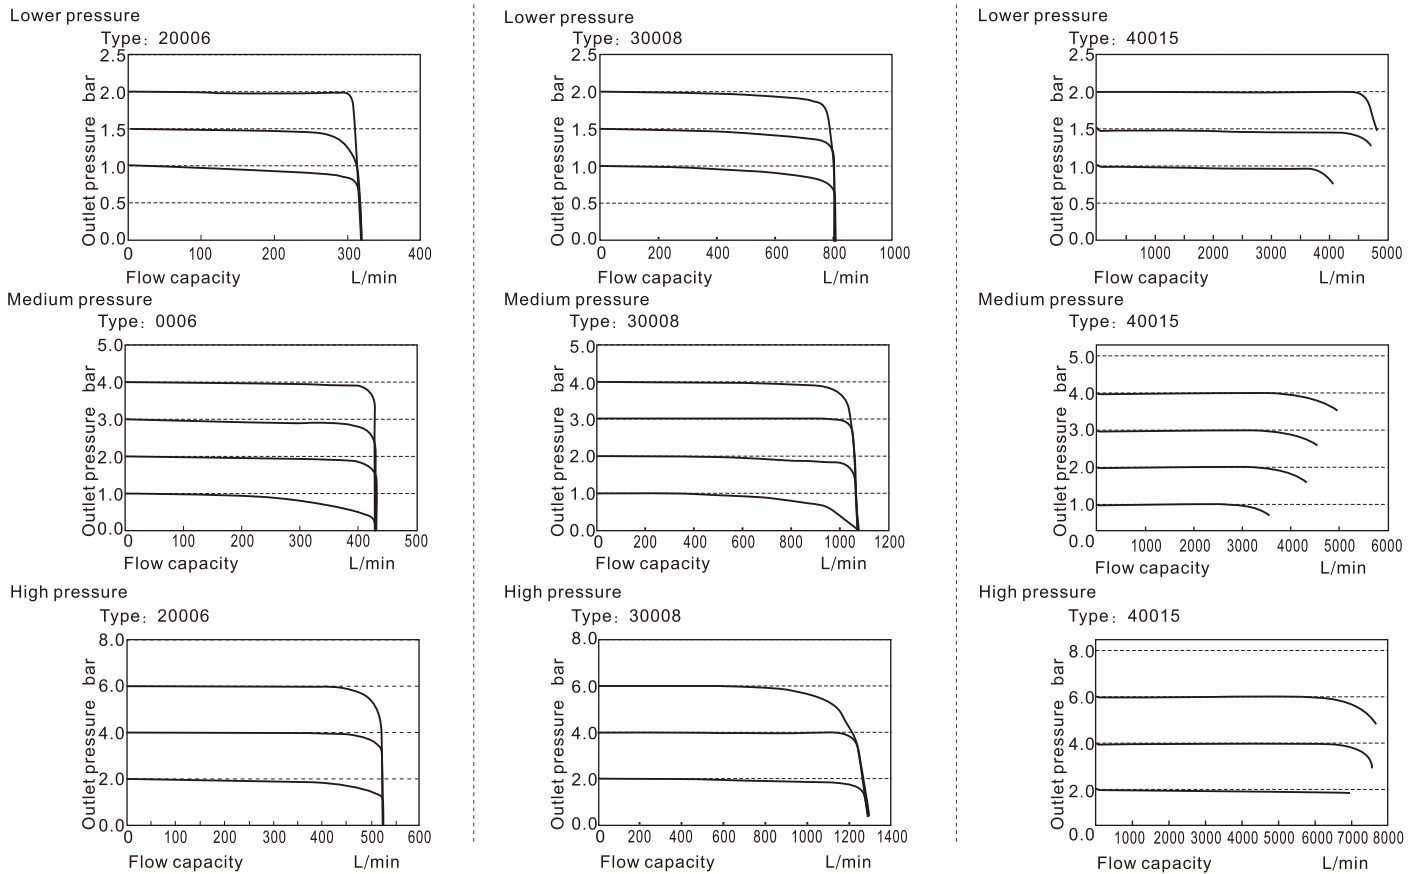 Lower pressure
Type: 20006
Outlet pressure bar
2.5
2.0
1.5
1.0
0.5
0.0
0 100 200 300 400
Flow capacity L/min
Lower pressure
Type: 30008
Outlet pressure bar
2.5
2.0
1.5
1.0
0.5
0.0
0 200 400 600 800 1000
Flow capacity L/min
Lower pressure
Type: 40015
Outlet pressure bar
2.5
2.0
1.5
1.0
0.5
0.0
1000 2000 3000 4000 5000
Flow capacity L/min
Medium pressure
Type: 0006
Outlet pressure bar
5.0
4.0
3.0
2.0
1.0
0.0
0 100 200 300 400 500
Flow capacity L/min
Medium pressure
Type: 30008
Outlet pressure bar
5.0
4.0
3.0
2.0
1.0
0.0
0 200 400 600 800 1000 1200
Flow capacity L/min
Medium pressure
Type: 40015
Outlet pressure bar
5.0
4.0
3.0
2.0
1.0
0.0
1000 2000 3000 4000 5000 6000
Flow capacity L/min
High pressure
Type: 20006
Outlet pressure bar
8.0
6.0
4.0
2.0
0.0
0 100 200 300 400 500 600
Flow capacity L/min
High pressure
Type: 30008
Outlet pressure bar
8.0
6.0
4.0
2.0
0.0
0 200 400 600 800 1000 1200 1400
Flow capacity L/min
High pressure
Type: 40015
Outlet pressure bar
8.0
6.0
4.0
2.0
0.0
1000 2000 3000 4000 5000 6000 7000 8000
Flow capacity L/min